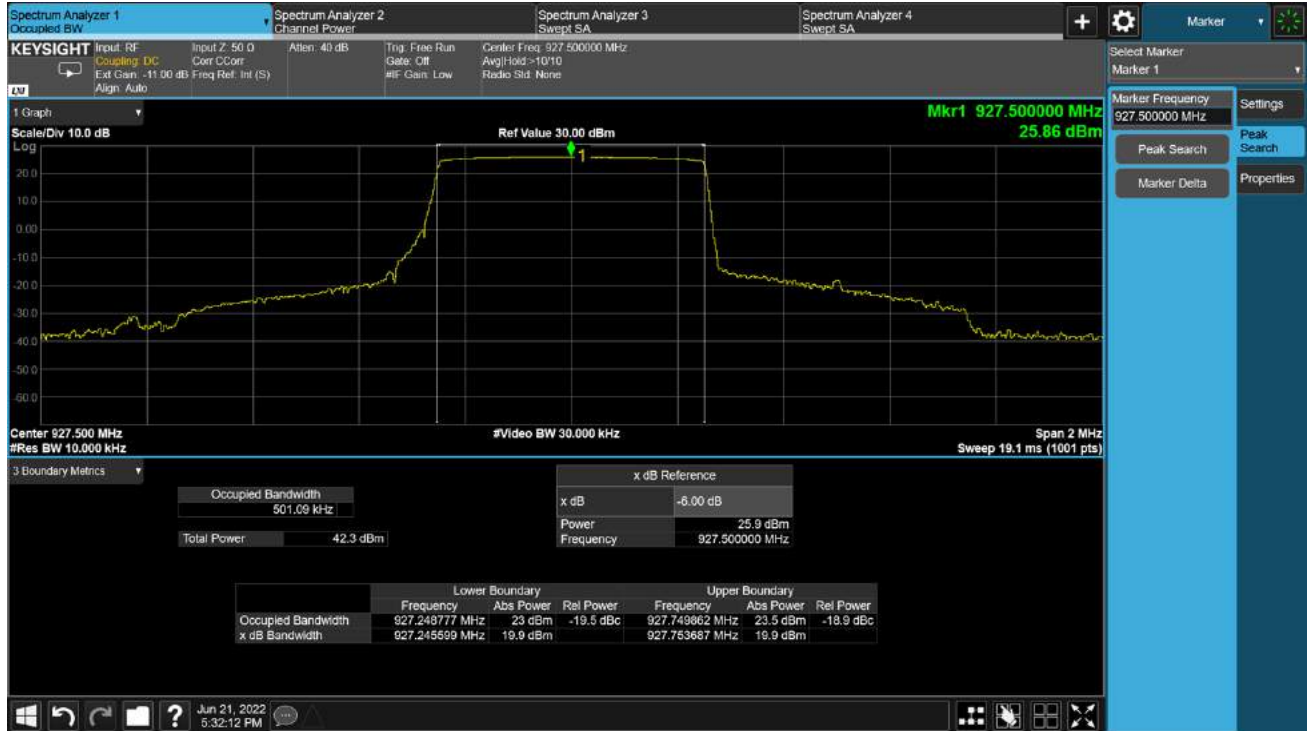 Spectrum Analyzer 1
Occupied BW
Spectrum Analyzer 2
Channel Power
Spectrum Analyzer 3
Swept SA
Spectrum Analyzer 4
Swept SA
+
Marker
KEYSIGHT
Input: RF
Coupling: DC
Ext Gain: -11.00 dB
Align: Auto
Input Z: 50 Ω
Corr CCorr
Freq Ref: Int (S)
Atten: 40 dB
Trig: Free Run
Gate: Off
#IF Gain: Low
Center Freq: 927.500000 MHz
Avg|Hold:>10/10
Radio Std: None
LXI
Select Marker
Marker 1
Marker Frequency
927.500000 MHz
Settings
Peak Search
Peak
Search
Marker Delta
Properties
1 Graph
Scale/Div 10.0 dB
Ref Value 30.00 dBm
Mkr1 927.500000 MHz
25.86 dBm
Log
1
20.0
10.0
0.00
-10.0
-20.0
-30.0
-40.0
-50.0
-60.0
Center 927.500 MHz
#Video BW 30.000 kHz
Span 2 MHz
#Res BW 10.000 kHz
Sweep 19.1 ms (1001 pts)
3 Boundary Metrics
Occupied Bandwidth
501.09 kHz
Total Power 42.3 dBm
x dB Reference
x dB -6.00 dB
Power 25.9 dBm
Frequency 927.500000 MHz
Lower Boundary Upper Boundary
Frequency Abs Power Rel Power Frequency Abs Power Rel Power
Occupied Bandwidth 927.248777 MHz 23 dBm -19.5 dBc 927.749862 MHz 23.5 dBm -18.9 dBc
x dB Bandwidth 927.245599 MHz 19.9 dBm 927.753687 MHz 19.9 dBm
?
Jun 21, 2022
5:32:12 PM